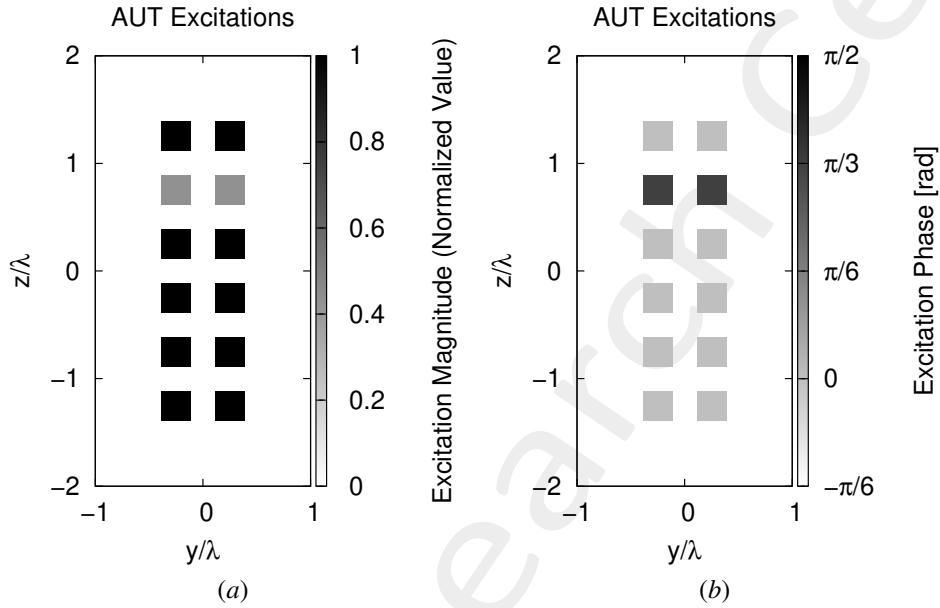 AUT Excitations
2
1
0
−1
−2
z/λ
−1
0
1
y/λ
1
0.8
0.6
0.4
0.2
0
Excitation Magnitude (Normalized Value)
(a)
AUT Excitations
2
1
0
−1
−2
z/λ
−1
0
1
y/λ
π/2
π/3
π/6
0
−π/6
Excitation Phase [rad]
(b)
earch Ce